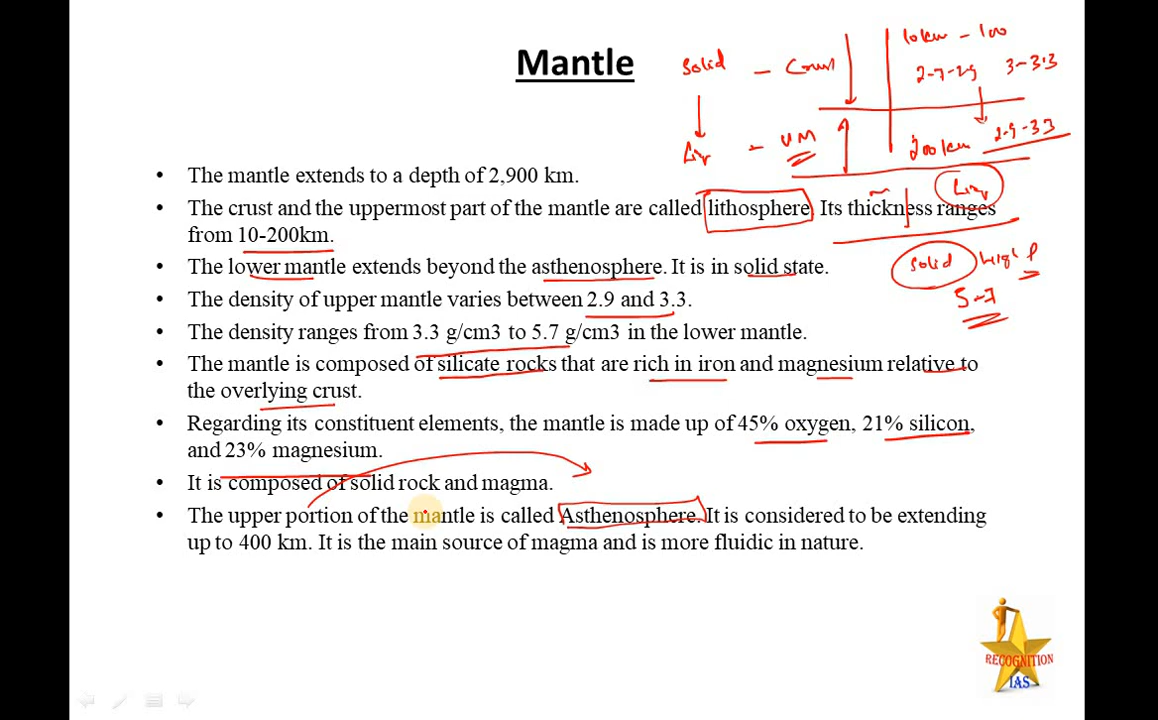 Mantle
Solid - Crust
10km - 100
3-3.3
UM
200km
2.9-3.3
• The mantle extends to a depth of 2,900 km.
• The crust and the uppermost part of the mantle are called lithosphere. Its thickness ranges
from 10-200km.
• The lower mantle extends beyond the asthenosphere. It is in solid state.
Solid High P
• The density of upper mantle varies between 2.9 and 3.3.
5-7
• The density ranges from 3.3 g/cm3 to 5.7 g/cm3 in the lower mantle.
• The mantle is composed of silicate rocks that are rich in iron and magnesium relative to
the overlying crust.
• Regarding its constituent elements, the mantle is made up of 45% oxygen, 21% silicon,
and 23% magnesium.
• It is composed of solid rock and magma.
• The upper portion of the mantle is called Asthenosphere. It is considered to be extending
up to 400 km. It is the main source of magma and is more fluidic in nature.
RECOGNITION
IAS